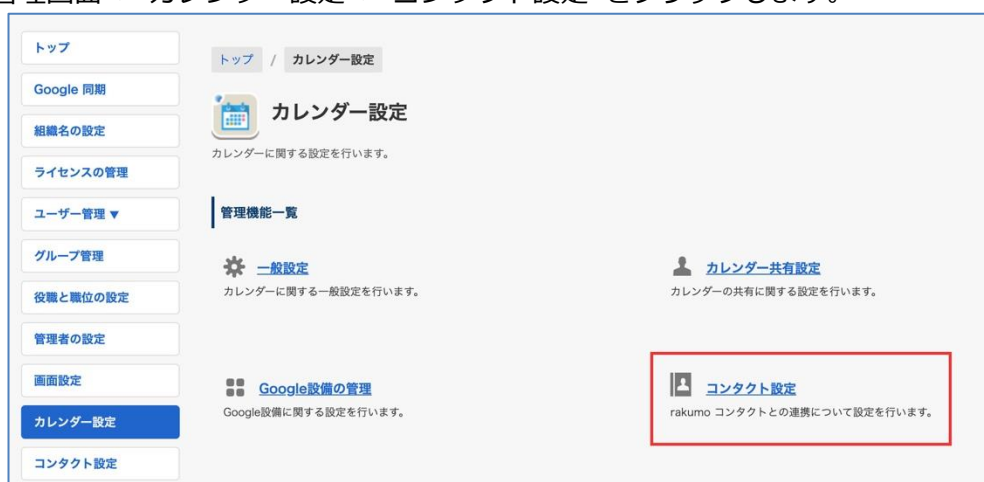 トップ
Google 同期
組織名の設定
ライセンスの管理
ユーザー管理 ▼
グループ管理
役職と職位の設定
管理者の設定
画面設定
カレンダー設定
コンタクト設定
トップ / カレンダー設定
カレンダー設定
カレンダーに関する設定を行います。
管理機能一覧
一般設定
カレンダーに関する一般設定を行います。
カレンダー共有設定
カレンダーの共有に関する設定を行います。
Google設備の管理
Google設備に関する設定を行います。
コンタクト設定
rakumo コンタクトとの連携について設定を行います。